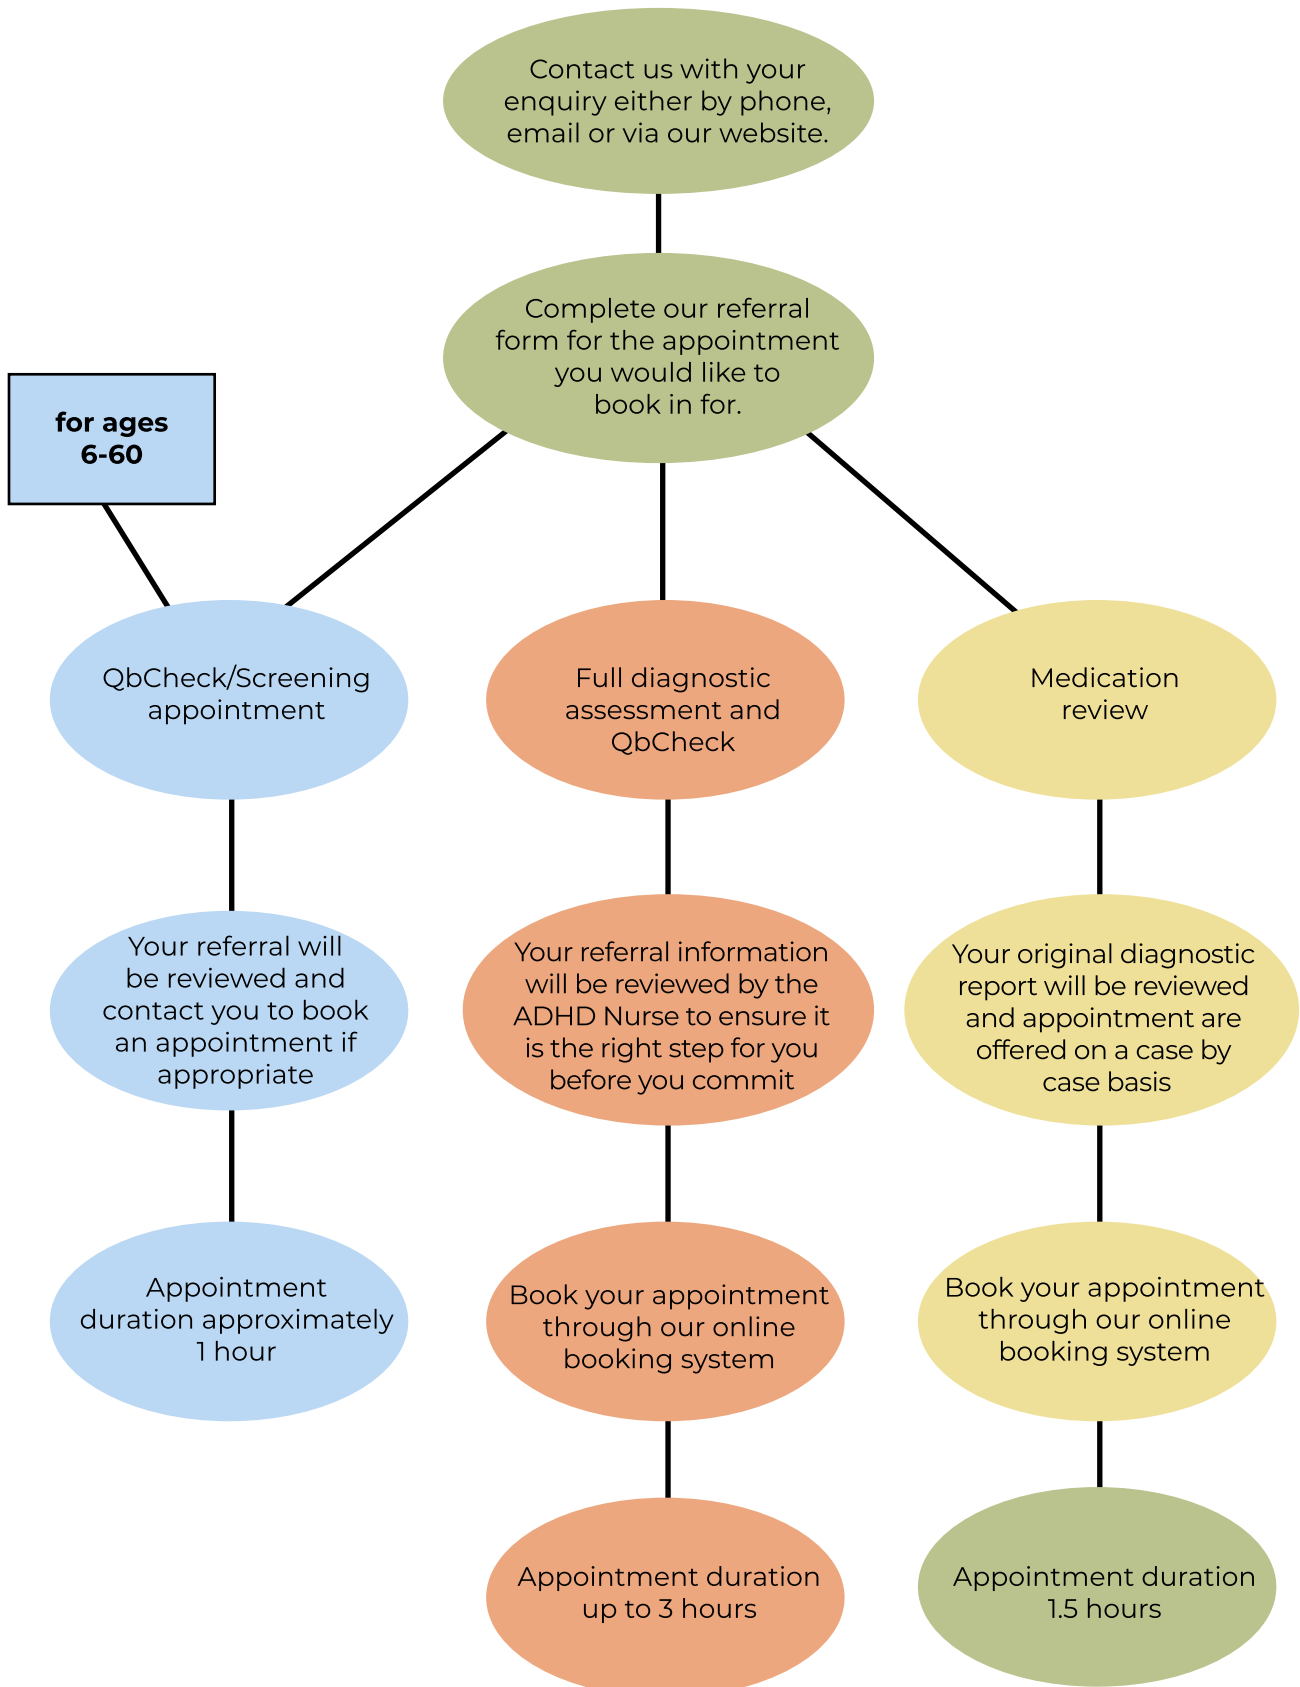 Contact us with your
enquiry either by phone,
email or via our website.
Complete our referral
form for the appointment
you would like to
book in for.
for ages
6-60
QbCheck/Screening
appointment
Your referral will
be reviewed and
contact you to book
an appointment if
appropriate
Appointment
duration approximately
1 hour
Full diagnostic
assessment and
QbCheck
Your referral information
will be reviewed by the
ADHD Nurse to ensure it
is the right step for you
before you commit
Book your appointment
through our online
booking system
Appointment duration
up to 3 hours
Medication
review
Your original diagnostic
report will be reviewed
and appointment are
offered on a case by
case basis
Book your appointment
through our online
booking system
Appointment duration
1.5 hours